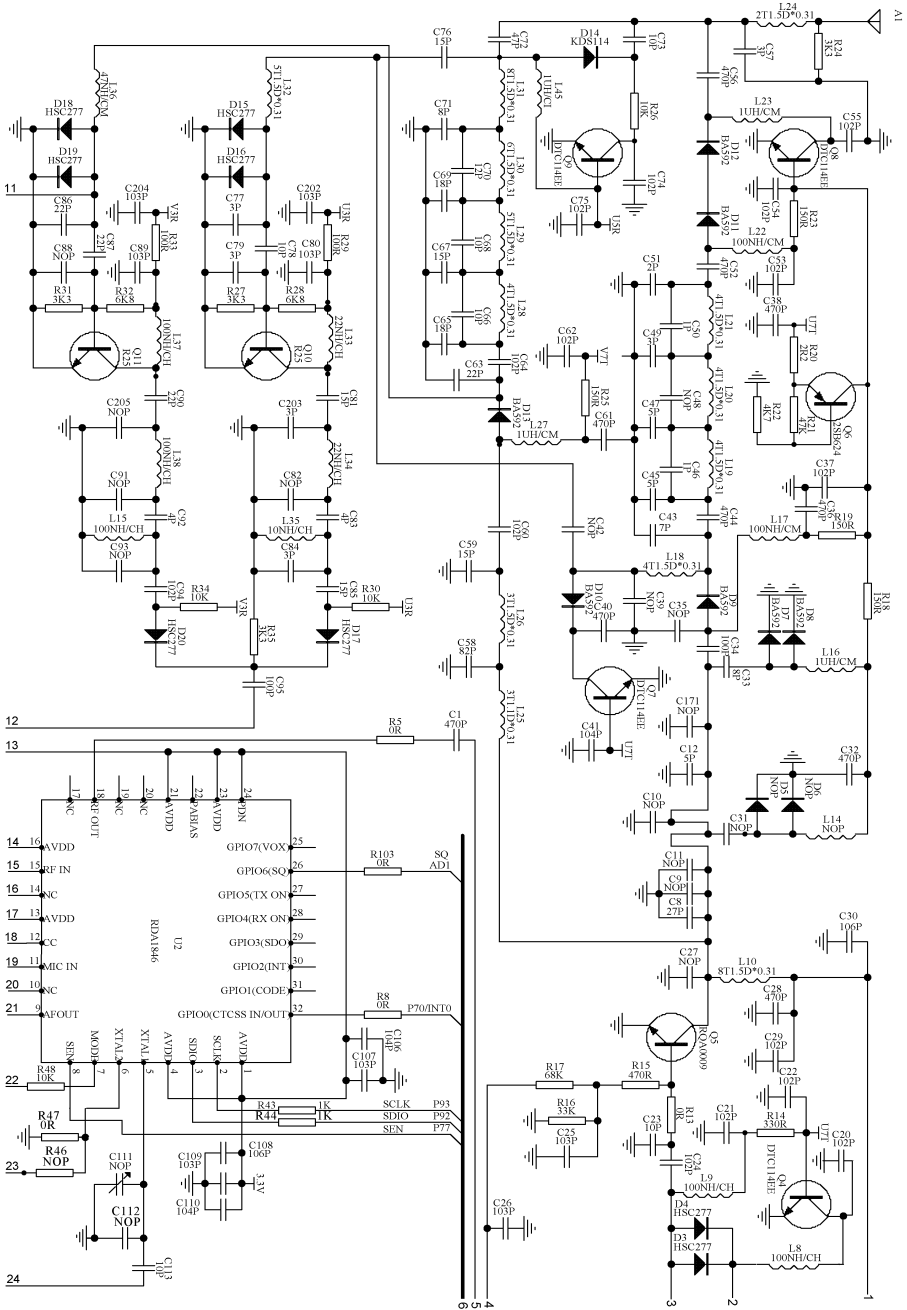 A1
L24
2T1.5D*0.31
R24
3K3
C57
3P
C56
470P
L23
1UH/CM
C55
102P
D12
BA592
Q8
DTC114EE
C54
102P
R23
150R
D11
BA592
L22
100NH/CM
C52
470P
C53
102P
C38
470P
U7T
R20
2R2
Q6
2SB624
R21
47K
R22
4K7
C73
10P
D14
KDS114
C72
47P
C76
15P
L31
8T1.5D*0.31
L45
1UH/CI
R26
10K
Q9
DTC114EE
C74
102P
C75
102P
U5R
C71
8P
L30
6T1.5D*0.31
C70
12P
C69
18P
L29
5T1.5D*0.31
C68
10P
C67
15P
L28
4T1.5D*0.31
C66
10P
C65
18P
C64
102P
C63
22P
D13
BA592
L27
1UH/CM
C62
102P
V7T
R25
150R
C61
470P
C51
2P
L21
4T1.5D*0.31
C50
1P
C49
3P
L20
4T1.5D*0.31
C48
NOP
C47
5P
L19
4T1.5D*0.31
C46
1P
C45
5P
C44
470P
C43
7P
L36
47NH/CM
L32
5T1.5D*0.31
D18
HSC277
D19
HSC277
11
C86
22P
C88
NOP
C87
22P
C204
103P
V3R
R33
100R
C89
103P
R31
3K3
R32
6K8
L37
100NH/CH
Q11
R25
D15
HSC277
D16
HSC277
C77
3P
C79
3P
C78
10P
C202
103P
U3R
R29
100R
C80
103P
R27
3K3
R28
6K8
L33
22NH/CH
Q10
R25
C90
22P
C205
NOP
L38
100NH/CH
C91
NOP
C92
4P
L15
100NH/CH
C93
NOP
C94
102P
R34
10K
V3R
D20
HSC277
C81
15P
C203
3P
L34
22NH/CH
C82
NOP
C83
4P
L35
10NH/CH
C84
3P
C85
15P
R30
10K
U3R
R35
3K3
D17
HSC277
C95
100P
C60
102P
C59
15P
L26
3T1.5D*0.31
C58
82P
L25
3T1.1D*0.31
C42
NOP
L18
4T1.5D*0.31
D10
BA592
C40
470P
C39
NOP
C35
NOP
D9
BA592
Q7
DTC114EE
C41
104P
U7T
C37
102P
C36
470P
L17
100NH/CM
R19
150R
R18
150R
D7
BA592
D8
BA592
L16
1UH/CM
C34
100P
C33
8P
C171
NOP
C12
5P
C32
470P
D5
NOP
D6
NOP
L14
NOP
C31
NOP
C10
NOP
C11
NOP
C9
NOP
C8
27P
C30
106P
C27
NOP
L10
8T1.5D*0.31
C28
470P
C29
102P
Q5
RQA0009
12
13
R5
0R
C1
470P
17
NC
18
RF OUT
19
NC
20
NC
21
AVDD
22
PABIAS
23
AVDD
24
PDN
14
16
AVDD
15
15
RF IN
16
14
NC
17
13
AVDD
18
12
CC
19
11
MIC IN
20
10
NC
21
9
AFOUT
U2
RDA1846
GPIO7(VOX)
25
GPIO6(SQ)
26
GPIO5(TX ON)
27
GPIO4(RX ON)
28
GPIO3(SDO)
29
GPIO2(INT)
30
GPIO1(CODE)
31
GPIO0(CTCSS IN/OUT
32
R103
0R
SQ
AD1
R8
0R
P70/INT0
SEN
8
MODE
7
XTAL2
6
XTAL1
5
AVDD
4
SDIO
3
SCLK
2
AVDD
1
C106
104P
C107
103P
22
R48
10K
R47
0R
23
R46
NOP
C111
NOP
C112
NOP
C113
10P
24
R43
1K
R44
1K
SCLK
P93
SDIO
P92
SEN
P77
C108
106P
C109
103P
C110
104P
3.3V
C26
103P
R17
68K
R15
470R
R16
33K
C25
103P
R13
0R
C23
10P
C24
102P
L9
100NH/CH
C21
102P
R14
330R
C22
102P
U7T
C20
102P
Q4
DTC114EE
D4
HSC277
D3
HSC277
L8
100NH/CH
6
5
4
3
2
1